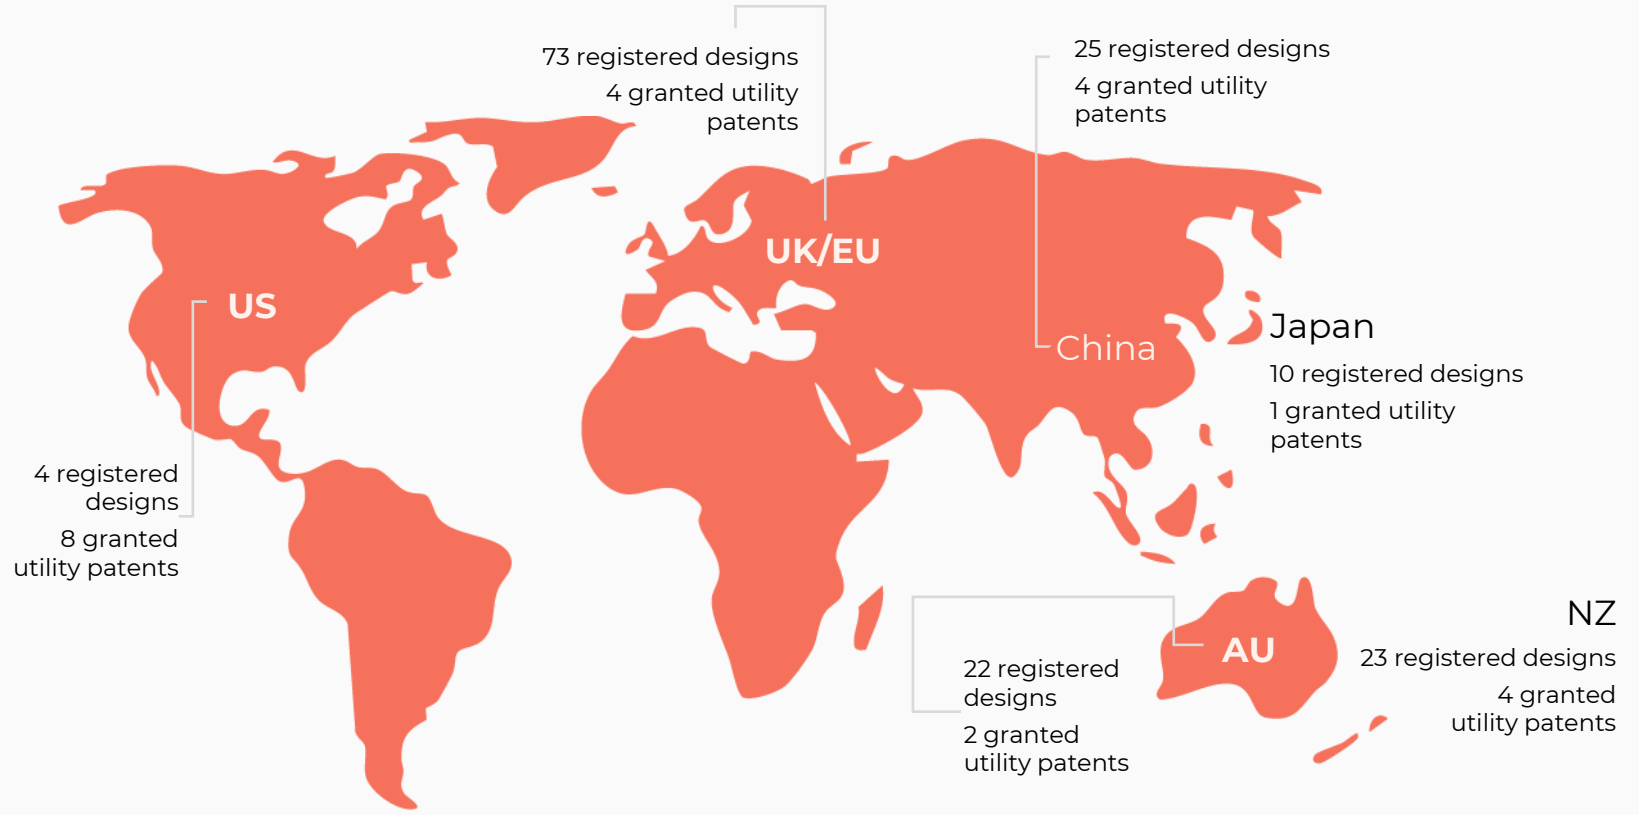 73 registered designs
4 granted utility
patents
UK/EU
25 registered designs
4 granted utility
patents
China
US
4 registered
designs
8 granted
utility patents
Japan
10 registered designs
1 granted utility
patents
AU
22 registered
designs
2 granted
utility patents
NZ
23 registered designs
4 granted
utility patents